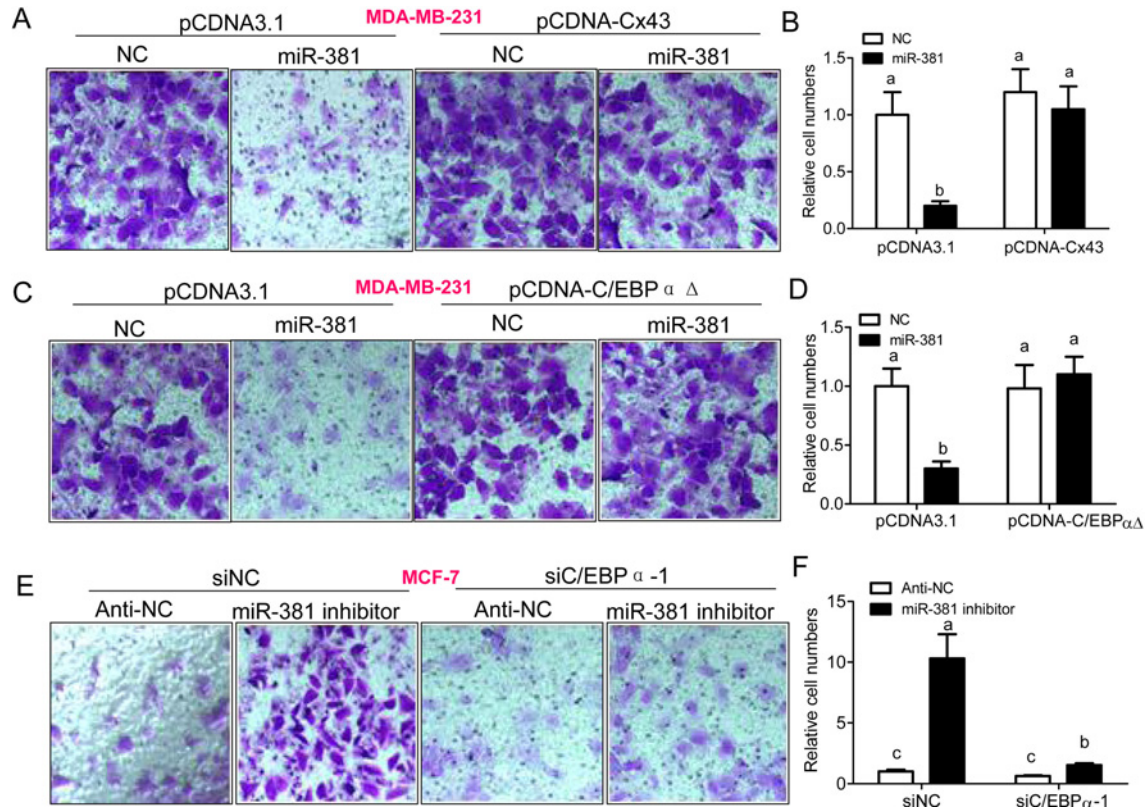 A
MDA-MB-231
pCDNA3.1
pCDNA-Cx43
NC
miR-381
NC
miR-381
B
NC
miR-381
Relative cell numbers
1.5
1.0
0.5
0.0
a
b
a
a
pCDNA3.1
pCDNA-Cx43
C
MDA-MB-231
pCDNA3.1
pCDNA-C/EBP α Δ
NC
miR-381
NC
miR-381
D
NC
miR-381
Relative cell numbers
1.5
1.0
0.5
0.0
a
b
a
a
pCDNA3.1
pCDNA-C/EBPαΔ
E
MCF-7
siNC
siC/EBP α -1
Anti-NC
miR-381 inhibitor
Anti-NC
miR-381 inhibitor
F
Anti-NC
miR-381 inhibitor
Relative cell numbers
15
10
5
0
c
a
c
b
siNC
siC/EBPα-1